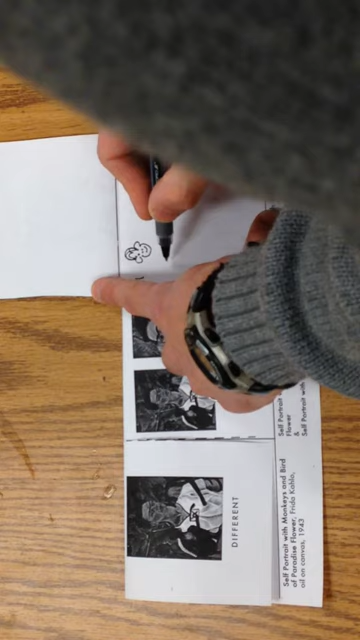 Self Portrait
Flower
&
Self Portrait with
DIFFERENT
Self Portrait with Monkeys and Bird
of Paradise Flower, Frida Kahlo,
oil on canvas, 1943